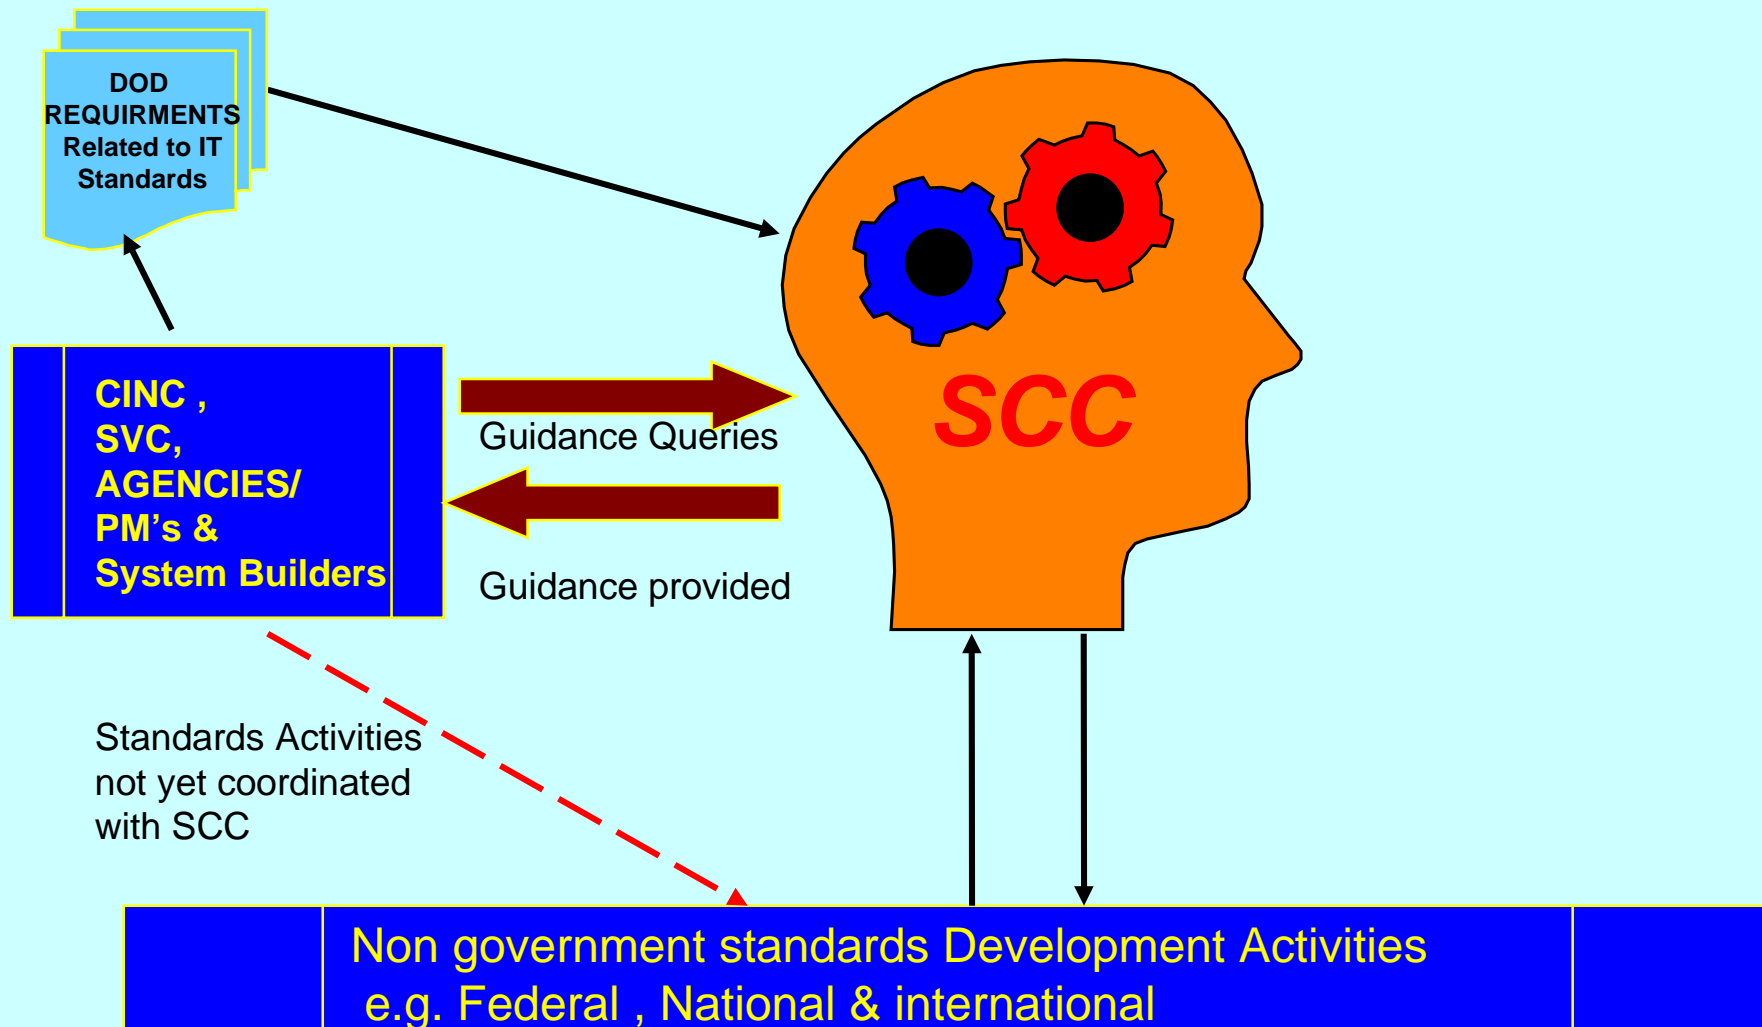 DOD
REQUIRMENTS
Related to IT
Standards
CINC ,
SVC,
AGENCIES/
PM’s &
System Builders
Guidance Queries
Guidance provided
SCC
Standards Activities
not yet coordinated
with SCC
Non government standards Development Activities
e.g. Federal , National & international